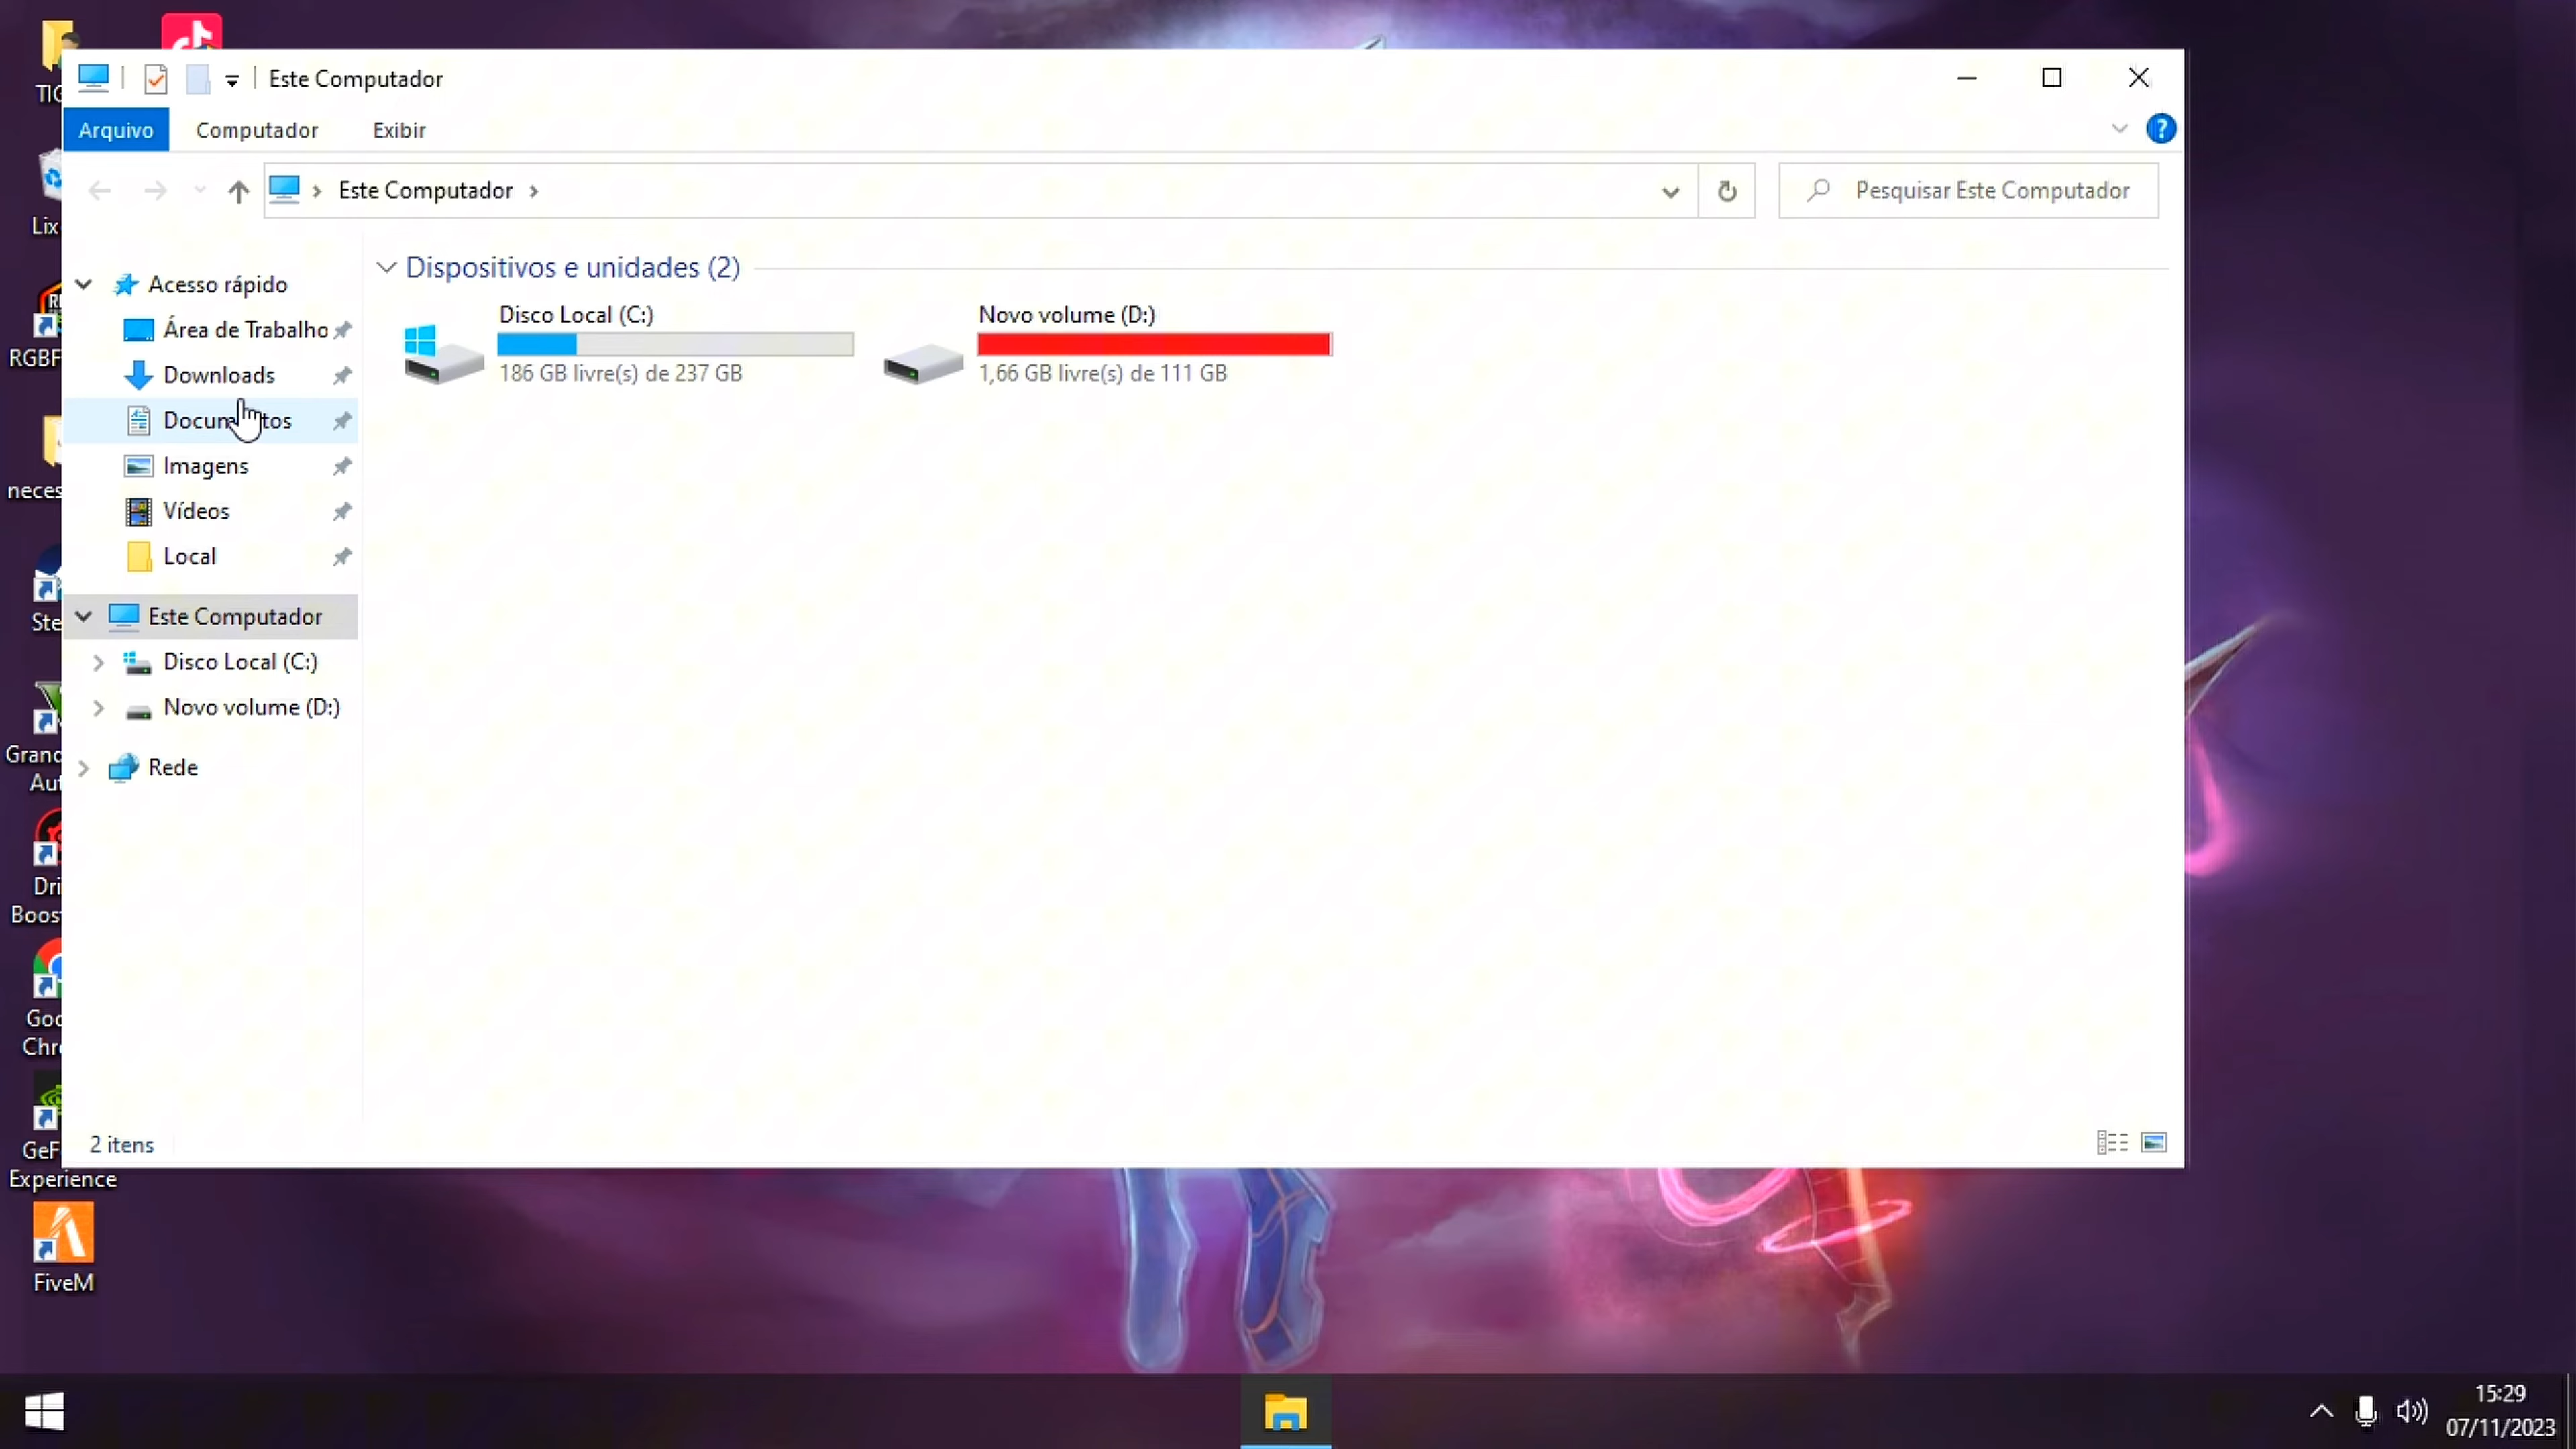 Este Computador
Arquivo
Computador
Exibir
Este Computador
Pesquisar Este Computador
Acesso rápido
Área de Trabalho
Downloads
Documentos
Imagens
Vídeos
Local
Este Computador
Disco Local (C:)
Novo volume (D:)
Rede
Dispositivos e unidades (2)
Disco Local (C:)
186 GB livre(s) de 237 GB
Novo volume (D:)
1,66 GB livre(s) de 111 GB
2 itens
TIG
Lix
RGBF
neces
Ste
Grand
Aut
Dri
Boost
Goo
Chr
GeF
Experience
FiveM
15:29
07/11/2023